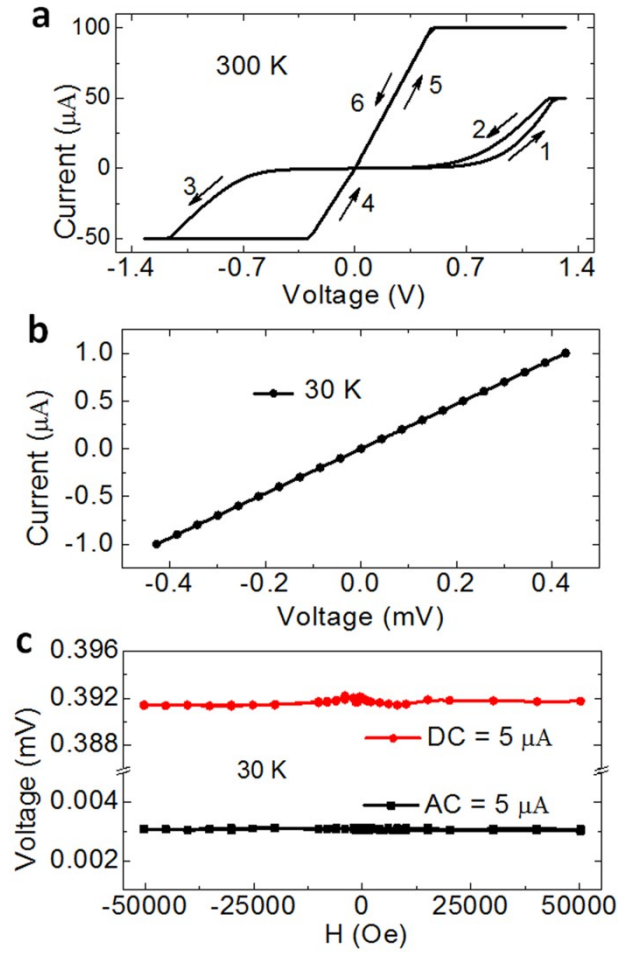 a
100
50
0
-50
Current (μA)
300 K
6
5
2
1
3
4
-1.4 -0.7 0.0 0.7 1.4
Voltage (V)
b
1.0
0.5
0.0
-0.5
-1.0
Current (μA)
30 K
-0.4 -0.2 0.0 0.2 0.4
Voltage (mV)
c
0.396
0.392
0.388
0.004
0.002
Voltage (mV)
DC = 5 μA
30 K
AC = 5 μA
-50000 -25000 0 25000 50000
H (Oe)